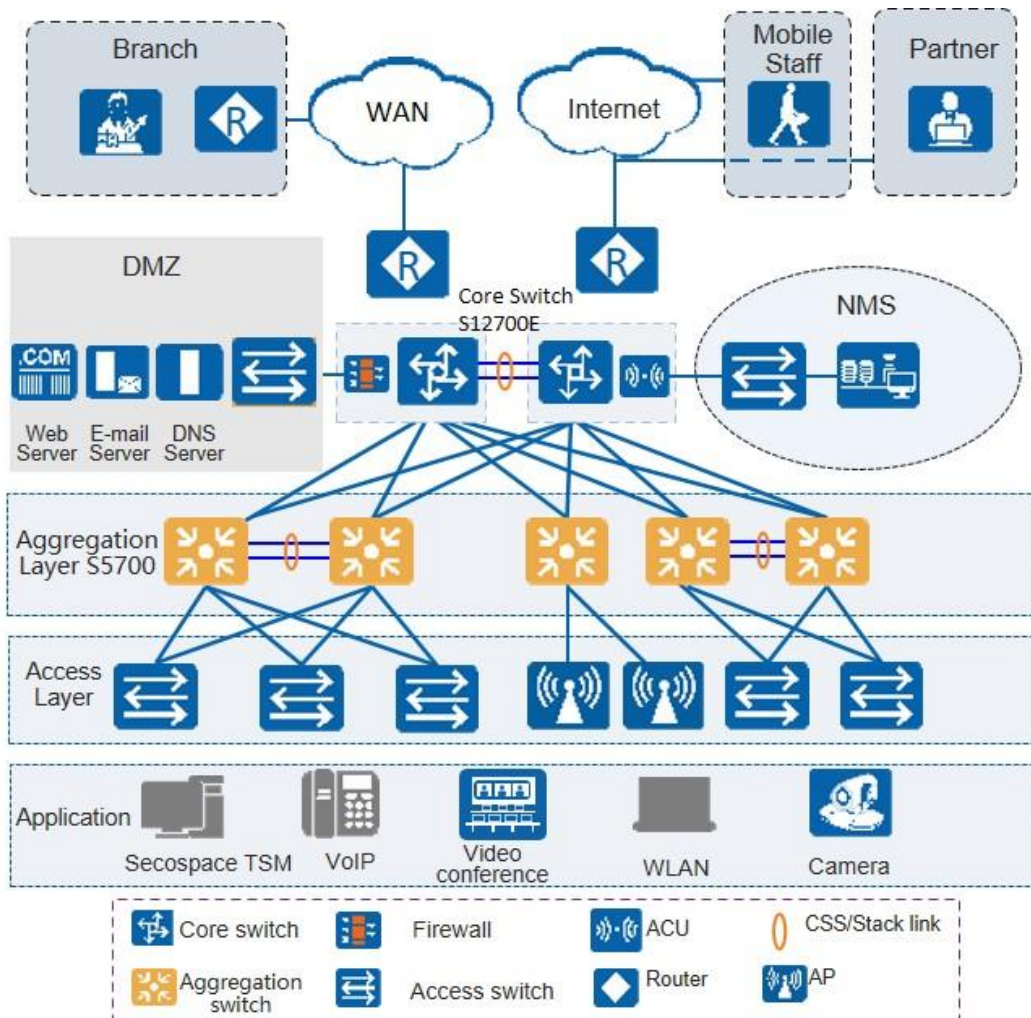 Branch
WAN
Internet
Mobile
Staff
Partner
R
R
R
DMZ
Core Switch
S12700E
NMS
.COM
Web
Server
E-mail
Server
DNS
Server
Aggregation
Layer S5700
Access
Layer
Application
Secospace TSM
VoIP
Video
conference
WLAN
Camera
Core switch
Firewall
ACU
CSS/Stack link
Aggregation
switch
Access switch
Router
AP